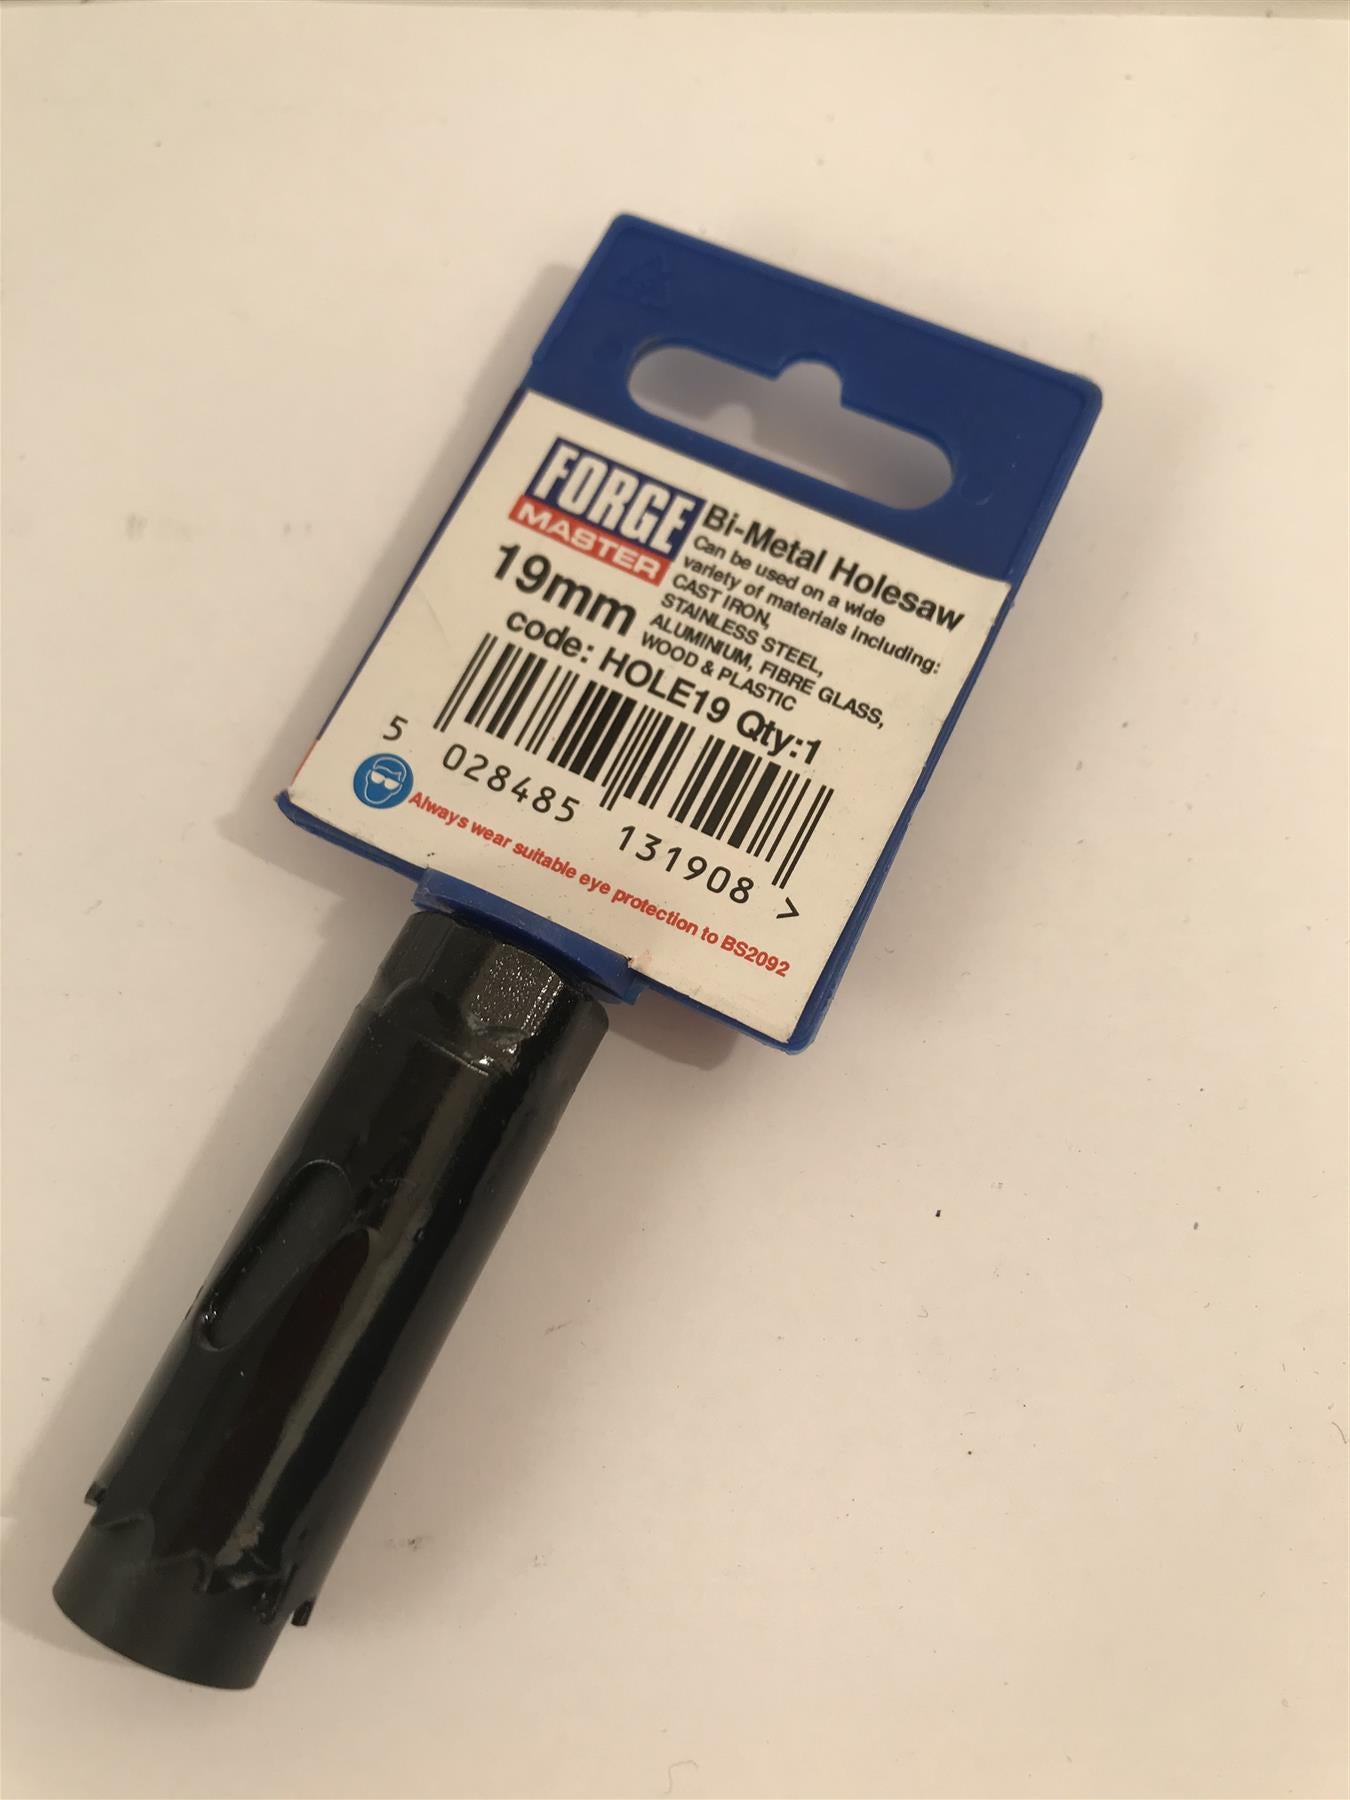 FORGE
MASTER
Bi-Metal Holesaw
Can be used on a wide
variety of materials including:
CAST IRON,
STAINLESS STEEL,
ALUMINIUM, FIBRE GLASS,
WOOD & PLASTIC
19mm
code: HOLE19 Qty:1
5 028485 131908 >
Always wear suitable eye protection to BS2092